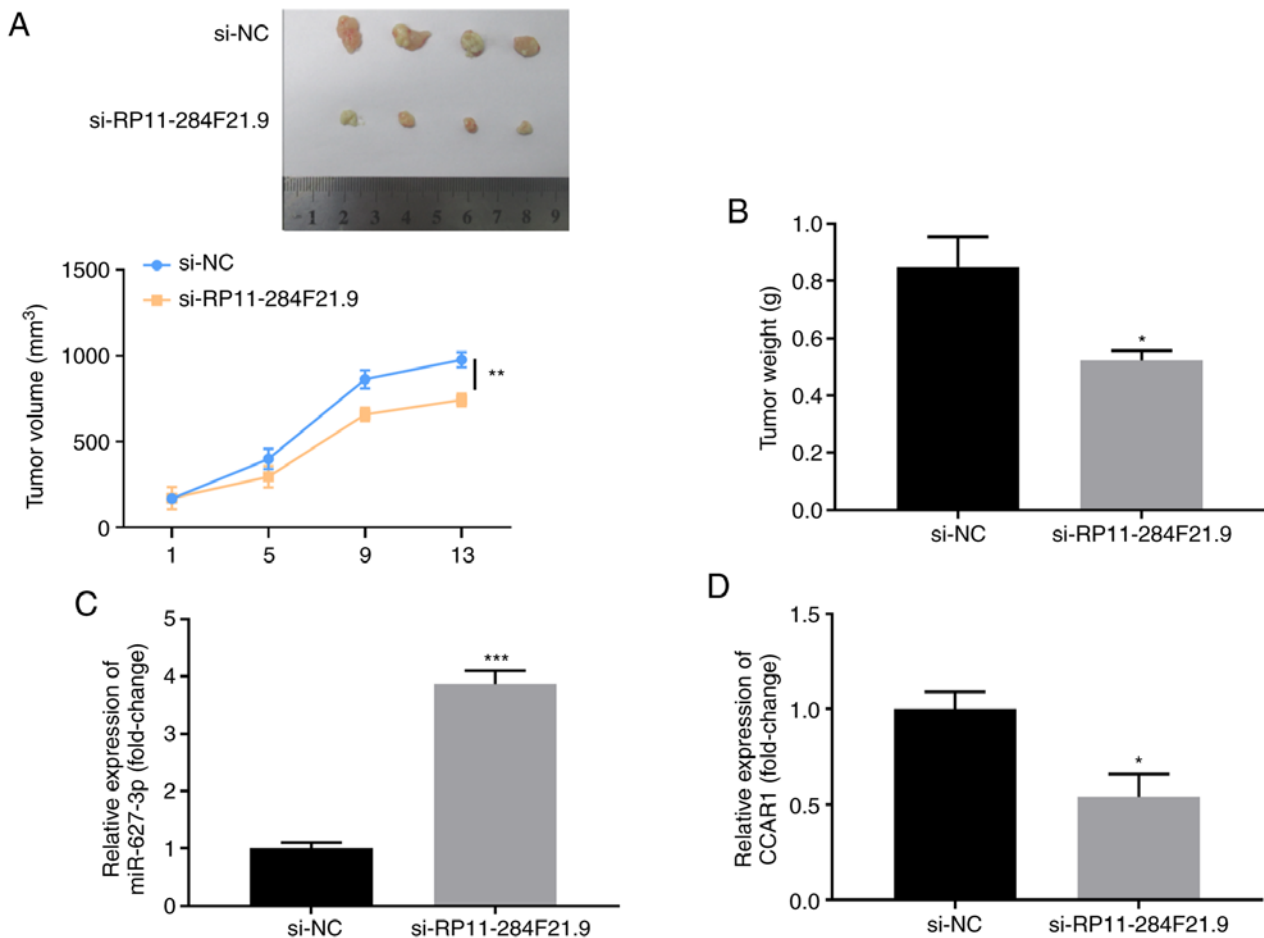 A
si-NC
si-RP11-284F21.9
1 2 3 4 5 6 7 8 9
si-NC
si-RP11-284F21.9
Tumor volume (mm³)
1500
1000
500
0
**
1 5 9 13
B
Tumor weight (g)
1.0
0.8
0.6
0.4
0.2
0.0
*
si-NC si-RP11-284F21.9
C
Relative expression of
miR-627-3p (fold-change)
5
4
3
2
1
0
***
si-NC si-RP11-284F21.9
D
Relative expression of
CCAR1 (fold-change)
1.5
1.0
0.5
0.0
*
si-NC si-RP11-284F21.9